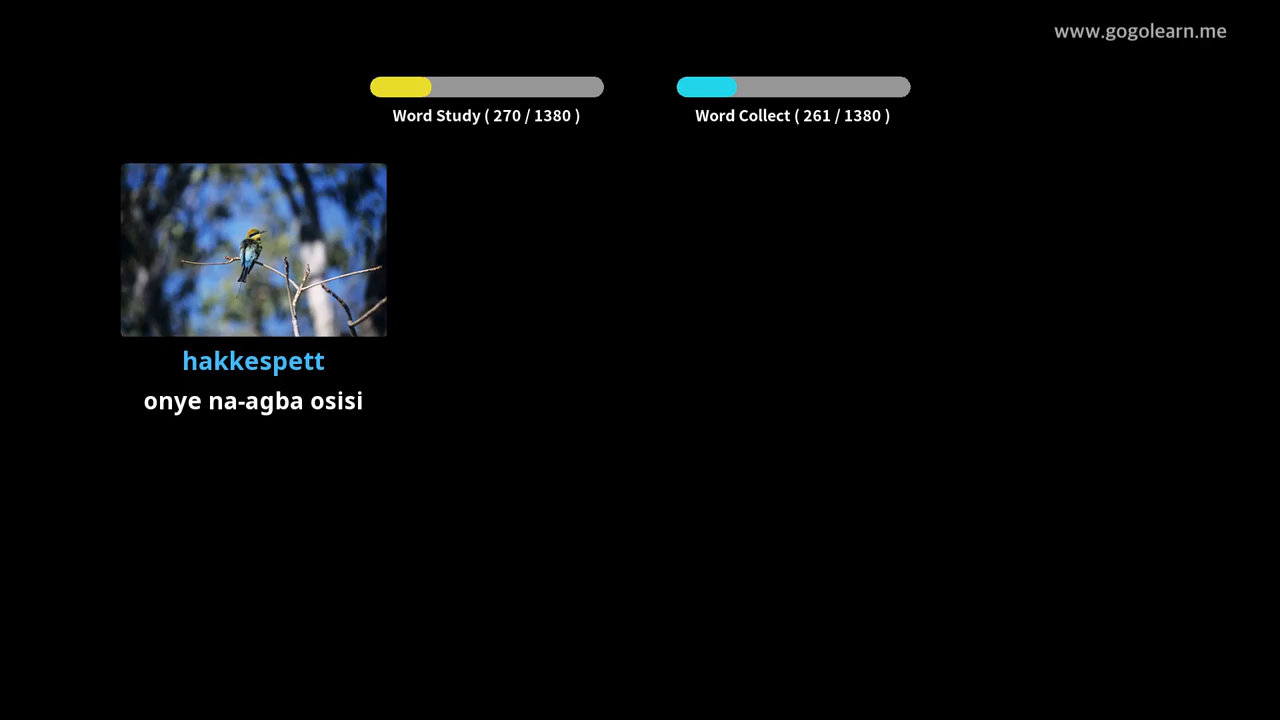 www.gogolearn.me
Word Study ( 270 / 1380 )
Word Collect ( 261 / 1380 )
hakkespett
onye na-agba osisi